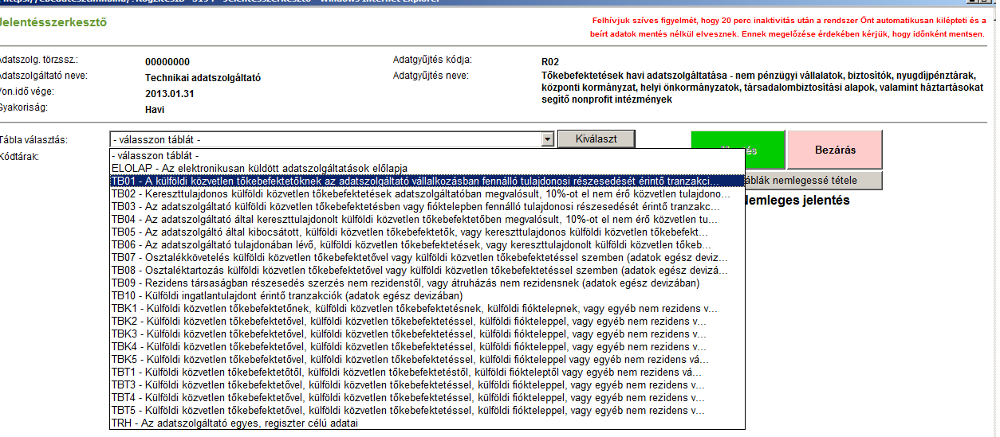 Jelentésszerkesztő
Felhívjuk szíves figyelmét, hogy 20 perc inaktivitás után a rendszer Önt automatikusan kilépteti és a
beírt adatok mentés nélkül elvesznek. Ennek megelőzése érdekében kérjük, hogy időnként mentsen.
Adatszolg. törzssz.: 00000000
Adatszolgáltató neve: Technikai adatszolgáltató
Von.idő vége: 2013.01.31
Gyakoriság: Havi
Adatgyűjtés kódja: R02
Adatgyűjtés neve: Tőkebefektetések havi adatszolgáltatása - nem pénzügyi vállalatok, biztosítók, nyugdíjpénztárak,
központi kormányzat, helyi önkormányzatok, társadalombiztosítási alapok, valamint háztartásokat
segítő nonprofit intézmények
Tábla választás: - válasszon táblát - Kiválaszt
Bezárás
Kódtárak:
táblák nemlegessé tétele
Nemleges jelentés
- válasszon táblát -
ELOLAP - Az elektronikusan küldött adatszolgáltatások előlapja
TB01 - A külföldi közvetlen tőkebefektetőknek az adatszolgáltató vállalkozásban fennálló tulajdonosi részesedését érintő tranzakci...
TB02 - Kereszttulajdonos külföldi közvetlen tőkebefektetések adatszolgáltatóban megvalósult, 10%-ot el nem érő közvetlen tulajdono...
TB03 - Az adatszolgáltató külföldi közvetlen tőkebefektetésben vagy fióktelepben fennálló tulajdonosi részesedését érintő tranzakc...
TB04 - Az adatszolgáltató által kereszttulajdonolt külföldi közvetlen tőkebefektetőben megvalósult, 10%-ot el nem érő közvetlen tu...
TB05 - Az adatszolgáltó által kibocsátott, külföldi közvetlen tőkebefektetők, vagy kereszttulajdonos külföldi közvetlen tőkebefekt...
TB06 - Az adatszolgáltató tulajdonában lévő, külföldi közvetlen tőkebefektetések, vagy kereszttulajdonolt külföldi közvetlen tőkeb...
TB07 - Osztalékkövetelés külföldi közvetlen tőkebefektetővel vagy külföldi közvetlen tőkebefektetéssel szemben (adatok egész deviz...
TB08 - Osztaléktartozás külföldi közvetlen tőkebefektetővel vagy külföldi közvetlen tőkebefektetéssel szemben (adatok egész devizá...
TB09 - Rezidens társaságban részesedés szerzés nem rezidenstől, vagy átruházás nem rezidensnek (adatok egész devizában)
TB10 - Külföldi ingatlantulajdont érintő tranzakciók (adatok egész devizában)
TBK1 - Külföldi közvetlen tőkebefektetőnek, külföldi közvetlen tőkebefektetésnek, külföldi fióktelepnek, vagy egyéb nem rezidens v...
TBK2 - Külföldi közvetlen tőkebefektetővel, külföldi közvetlen tőkebefektetéssel, külföldi fiókteleppel, vagy egyéb nem rezidens v...
TBK3 - Külföldi közvetlen tőkebefektetővel, külföldi közvetlen tőkebefektetéssel, külföldi fiókteleppel, vagy egyéb nem rezidens v...
TBK4 - Külföldi közvetlen tőkebefektetővel, külföldi közvetlen tőkebefektetéssel, külföldi fiókteleppel, vagy egyéb nem rezidens v...
TBK5 - Külföldi közvetlen tőkebefektetővel, külföldi közvetlen tőkebefektetéssel, külföldi fiókteleppel vagy egyéb nem rezidens vá...
TBT1 - Külföldi közvetlen tőkebefektetőtől, külföldi közvetlen tőkebefektetéstől, külföldi fiókteleptől vagy egyéb nem rezidens vá...
TBT3 - Külföldi közvetlen tőkebefektetővel, külföldi közvetlen tőkebefektetéssel, külföldi fiókteleppel, vagy egyéb nem rezidens v...
TBT4 - Külföldi közvetlen tőkebefektetővel, külföldi közvetlen tőkebefektetéssel, külföldi fiókteleppel, vagy egyéb nem rezidens v...
TBT5 - Külföldi közvetlen tőkebefektetővel, külföldi közvetlen tőkebefektetéssel, külföldi fiókteleppel, vagy egyéb nem rezidens v...
TRH - Az adatszolgáltató egyes, regiszter célú adatai